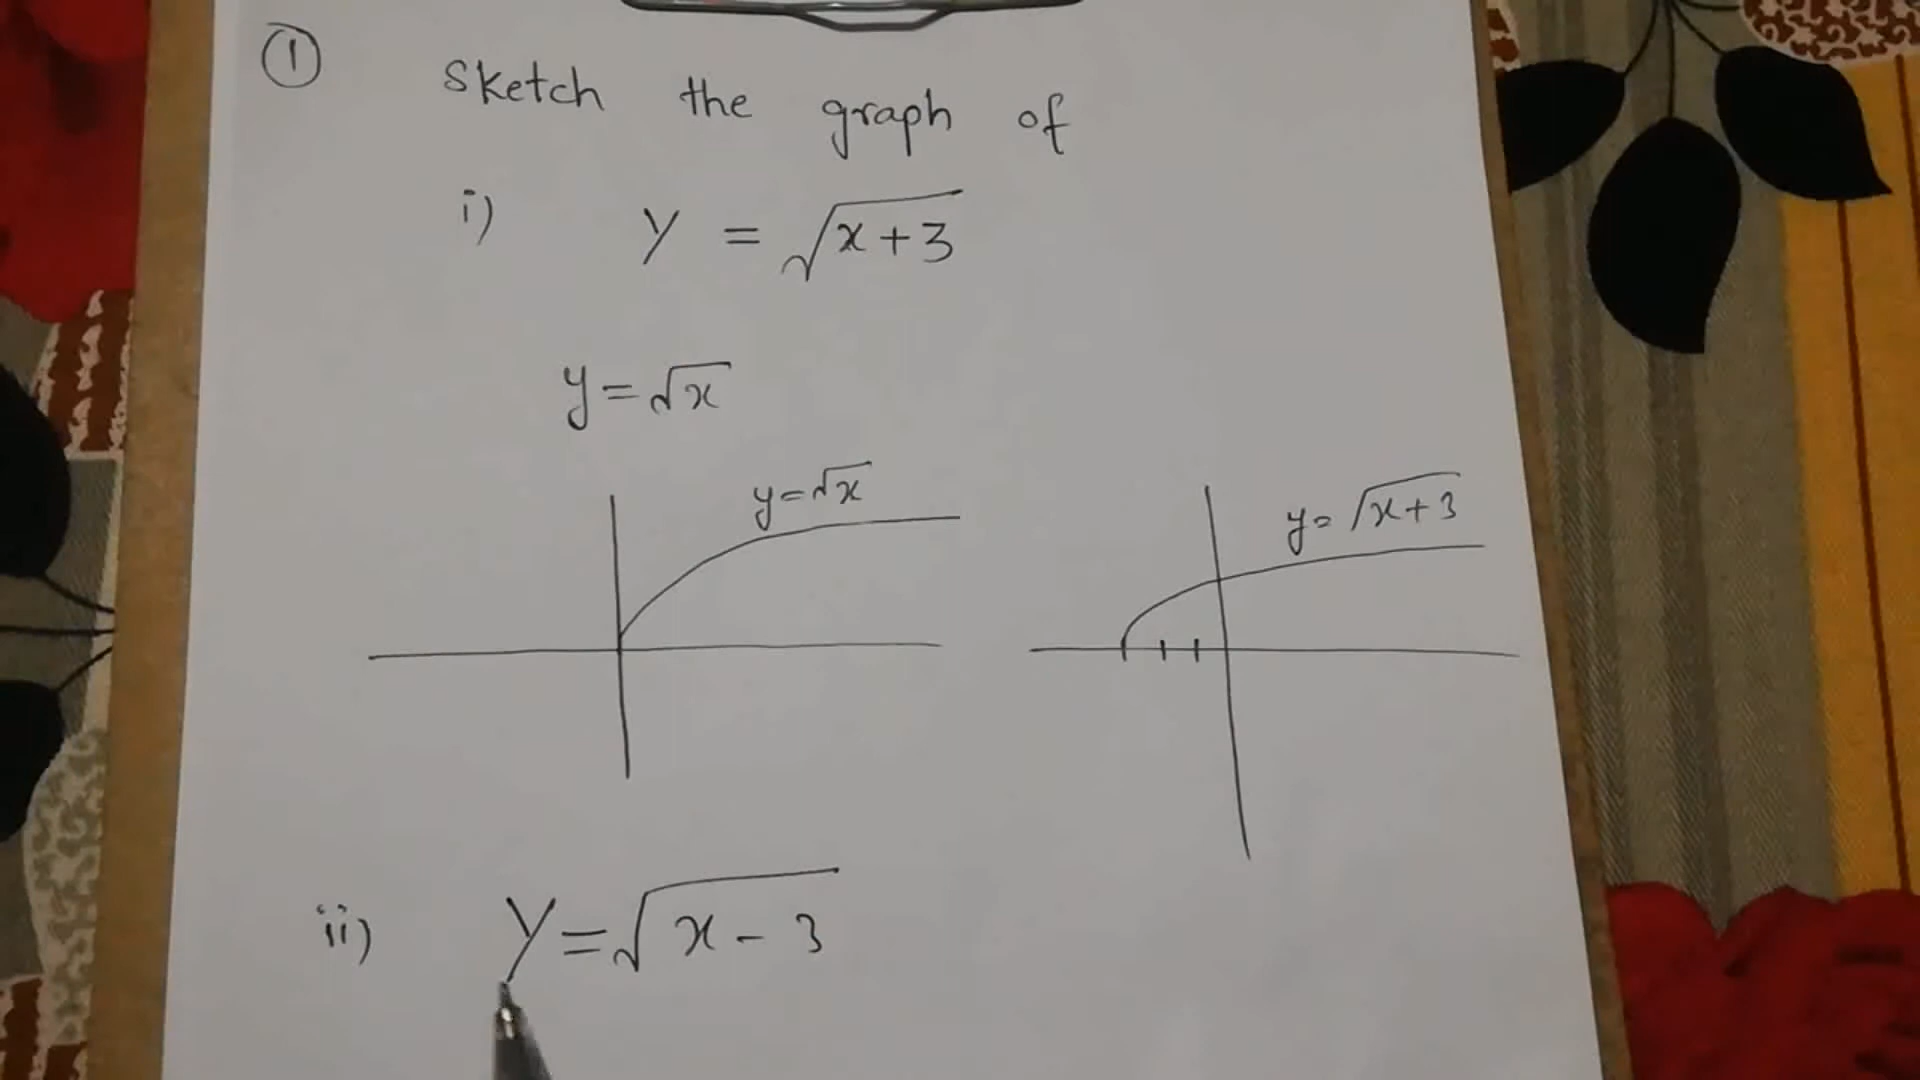 ① Sketch the graph of
i) y = √x+3
y = √x
y = √x
y = √x+3
ii) y = √x - 3